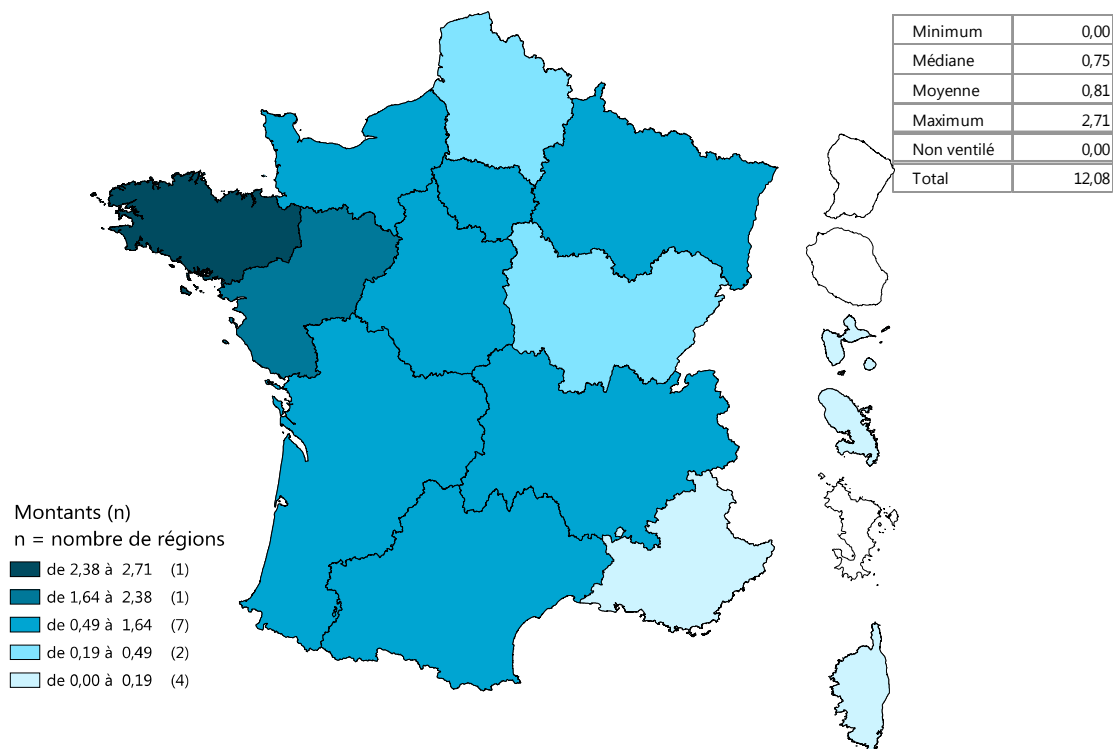 Minimum 0,00
Médiane 0,75
Moyenne 0,81
Maximum 2,71
Non ventilé 0,00
Total 12,08
Montants (n)
n = nombre de régions
de 2,38 à 2,71 (1)
de 1,64 à 2,38 (1)
de 0,49 à 1,64 (7)
de 0,19 à 0,49 (2)
de 0,00 à 0,19 (4)